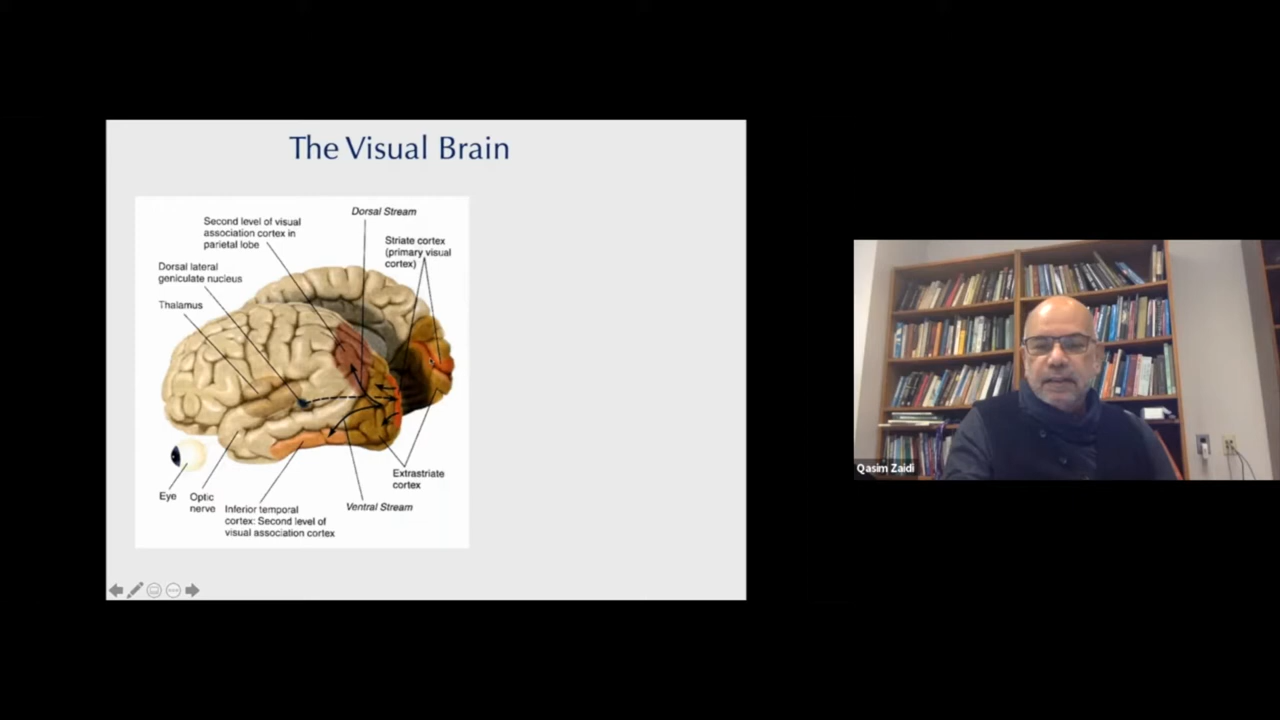 The Visual Brain
Dorsal Stream
Second level of visual
association cortex in
parietal lobe
Striate cortex
(primary visual
cortex)
Dorsal lateral
geniculate nucleus
Thalamus
Extrastriate
cortex
Eye
Optic
nerve
Inferior temporal
cortex: Second level of
visual association cortex
Ventral Stream
Qasim Zaidi